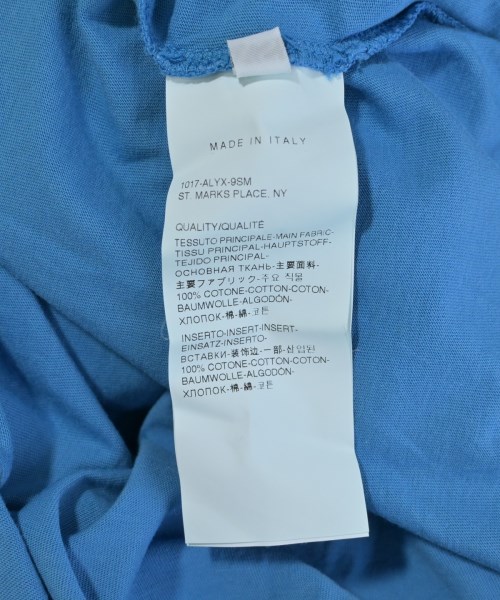 MADE IN ITALY
1017-ALYX-9SM
ST. MARKS PLACE, NY
QUALITY/QUALITÉ
TESSUTO PRINCIPALE-MAIN FABRIC-
TISSU PRINCIPAL-HAUPTSTOFF-
TEJIDO PRINCIPAL-
ОСНОВНАЯ ТКАНЬ-主要面料-
主要ファブリック-주요 직물
100% COTONE-COTTON-COTON-
BAUMWOLLE-ALGODÓN-
ХЛОПОК-棉-綿-코튼
INSERTO-INSERT-INSERT-
EINSATZ-INSERTO-
ВСТАВКИ-装饰边-一部-삽입된
100% COTONE-COTTON-COTON-
BAUMWOLLE-ALGODÓN-
ХЛОПОК-棉-綿-코튼